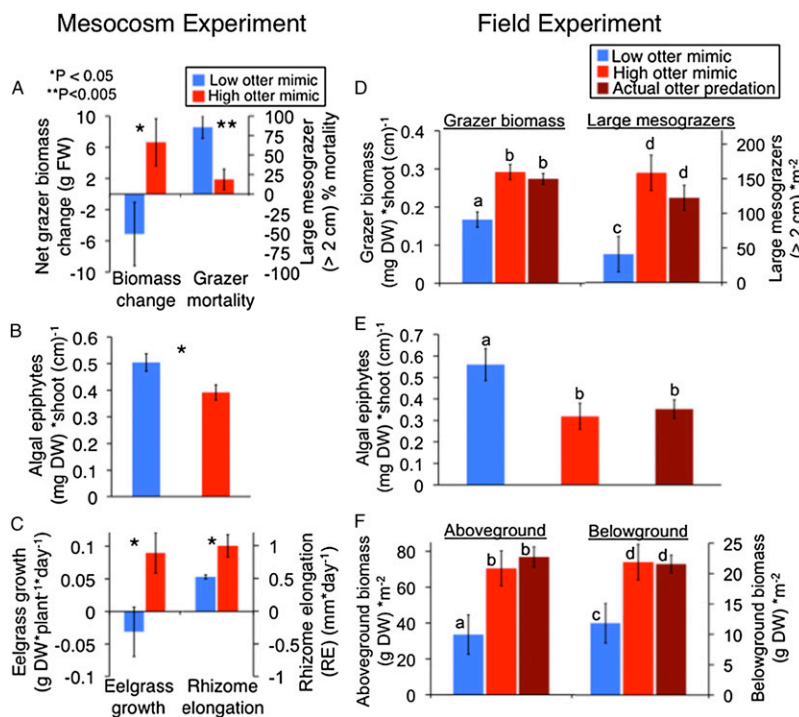 Mesocosm Experiment
Field Experiment
*P < 0.05
**P<0.005
Low otter mimic
High otter mimic
Low otter mimic
High otter mimic
Actual otter predation
A
Net grazer biomass
change (g FW)
10
6
2
-2
-6
-10
*
**
Biomass
change
Grazer
mortality
100
75
50
25
0
-25
-50
-75
-100
Large mesograzer
(> 2 cm) % mortality
D
Grazer biomass
Large mesograzers
Grazer biomass
(mg DW) *shoot (cm)-1
0.4
0.3
0.2
0.1
0
a
b
b
c
d
d
200
150
100
50
0
Large mesograzers
(> 2 cm) *m-2
B
Algal epiphytes
(mg DW) *shoot (cm)-1
0.6
0.5
0.4
0.3
0.2
0.1
0
*
E
Algal epiphytes
(mg DW) *shoot (cm)-1
0.7
0.6
0.5
0.4
0.3
0.2
0.1
0
a
b
b
C
Eelgrass growth
(g DW*plant-1*day-1)
0.1
0.05
0
-0.05
-0.1
*
*
Eelgrass
growth
Rhizome
elongation
1
0.5
0
-0.5
-1
Rhizome elongation
(RE) (mm*day-1)
F
Aboveground
Belowground
Aboveground biomass
(g DW) *m-2
80
60
40
20
0
a
b
b
c
d
d
25
20
15
10
5
0
Belowground biomass
(g DW) *m-2